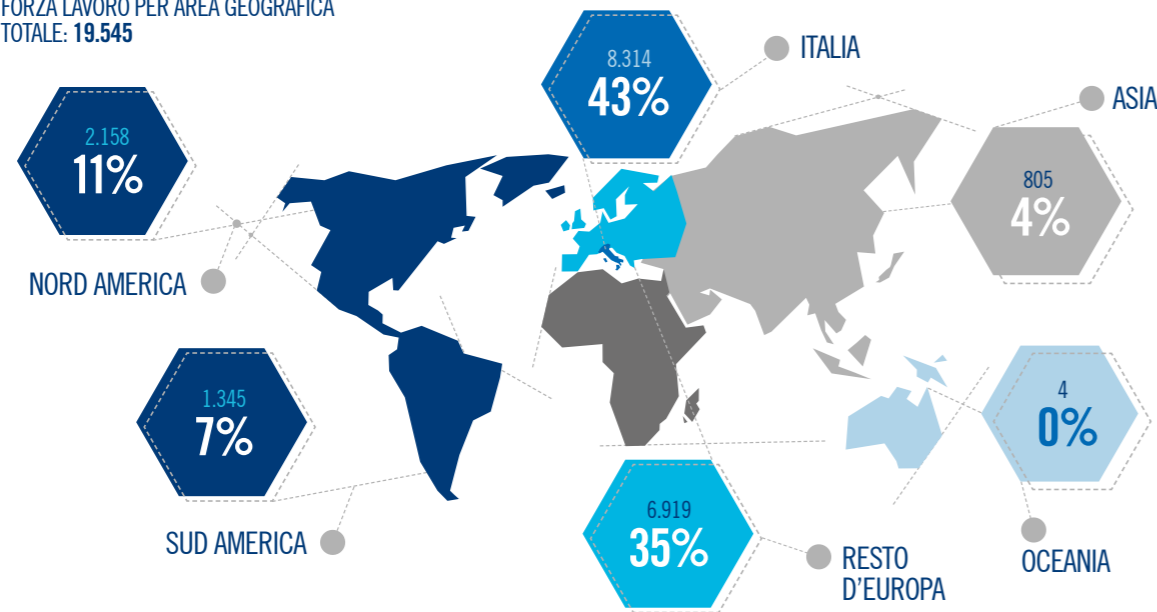 FORZA LAVORO PER AREA GEOGRAFICA
TOTALE: 19.545
8.314
43%
ITALIA
ASIA
2.158
11%
805
4%
NORD AMERICA
1.345
7%
4
0%
6.919
35%
SUD AMERICA
RESTO
D'EUROPA
OCEANIA